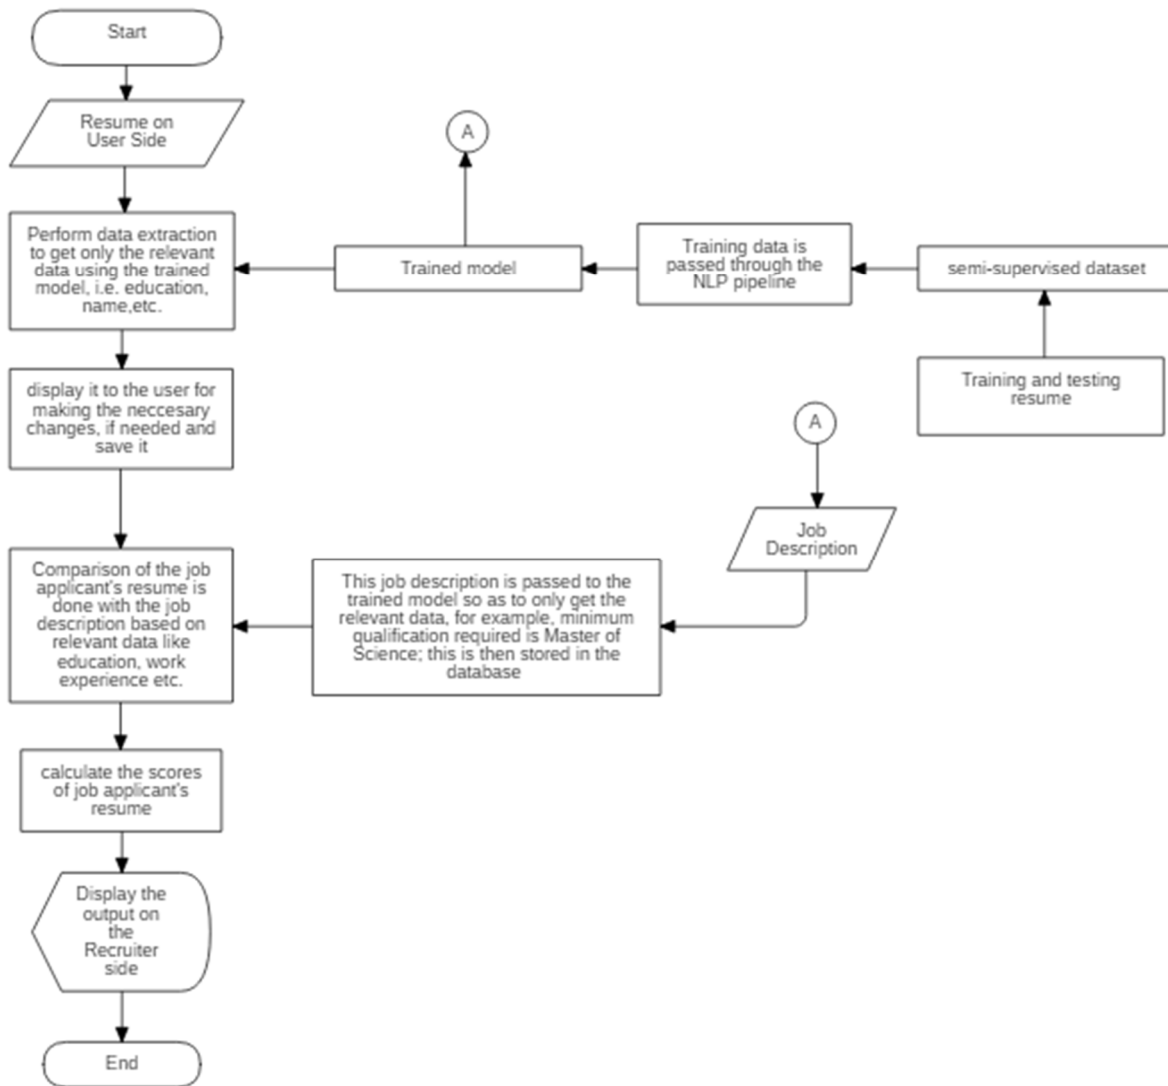 Start
Resume on
User Side
A
Perform data extraction
to get only the relevant
data using the trained
model, i.e. education,
name,etc.
Trained model
Training data is
passed through the
NLP pipeline
semi-supervised dataset
Training and testing
resume
display it to the user for
making the neccesary
changes, if needed and
save it
A
Job
Description
Comparison of the job
applicant's resume is
done with the job
description based on
relevant data like
education, work
experience etc.
This job description is passed to the
trained model so as to only get the
relevant data, for example, minimum
qualification required is Master of
Science; this is then stored in the
database
calculate the scores
of job applicant's
resume
Display the
output on
the
Recruiter
side
End